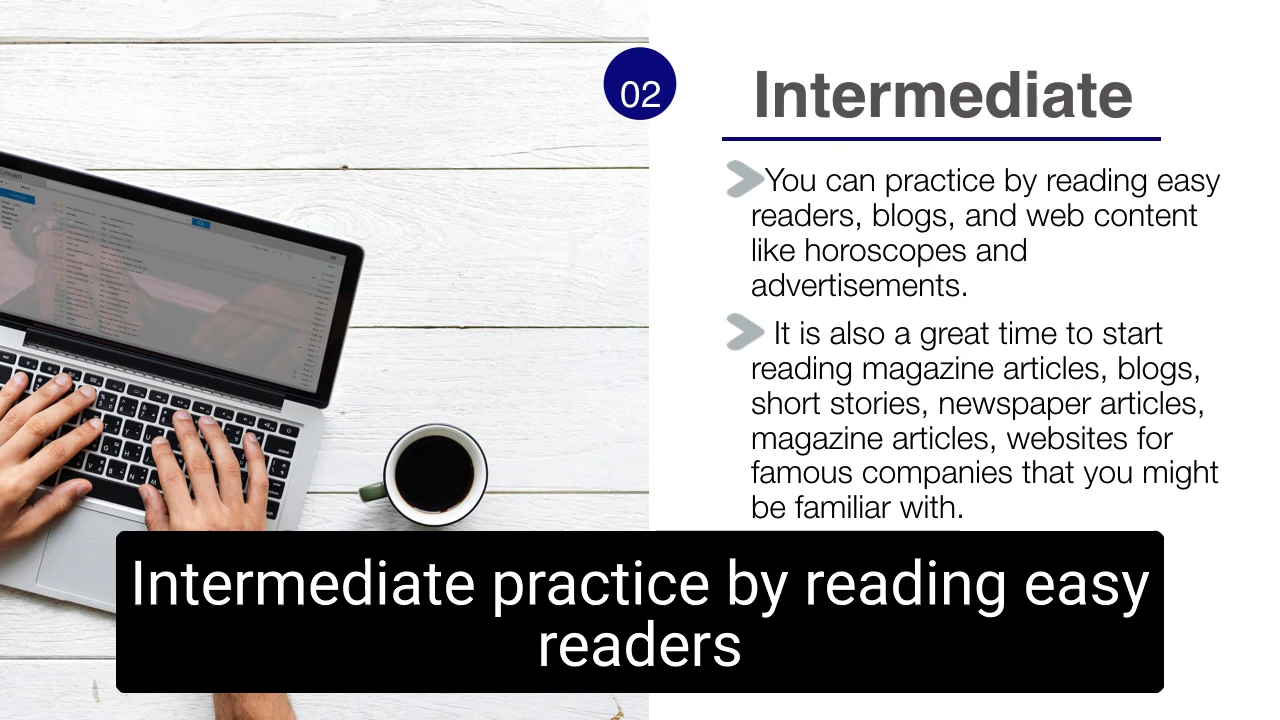 02
Intermediate
You can practice by reading easy
readers, blogs, and web content
like horoscopes and
advertisements.
It is also a great time to start
reading magazine articles, blogs,
short stories, newspaper articles,
magazine articles, websites for
famous companies that you might
be familiar with.
Intermediate practice by reading easy
readers